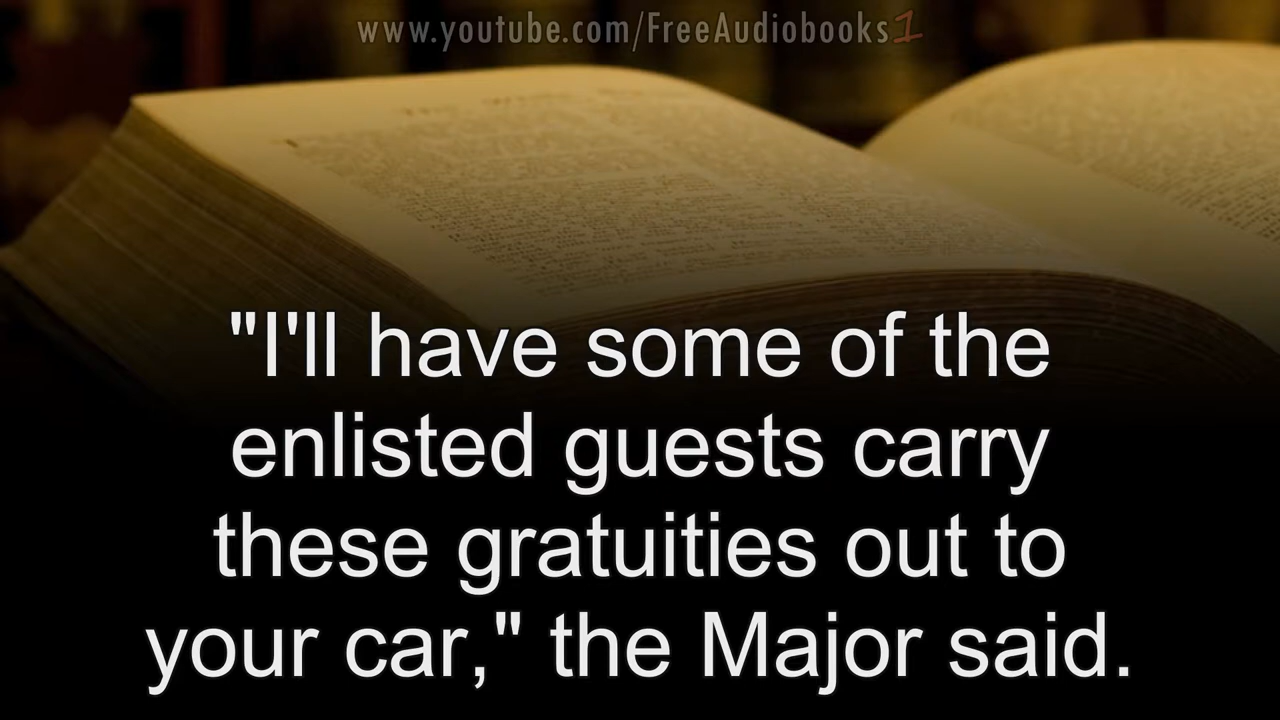 www.youtube.com/FreeAudiobooks1
"I'll have some of the
enlisted guests carry
these gratuities out to
your car," the Major said.